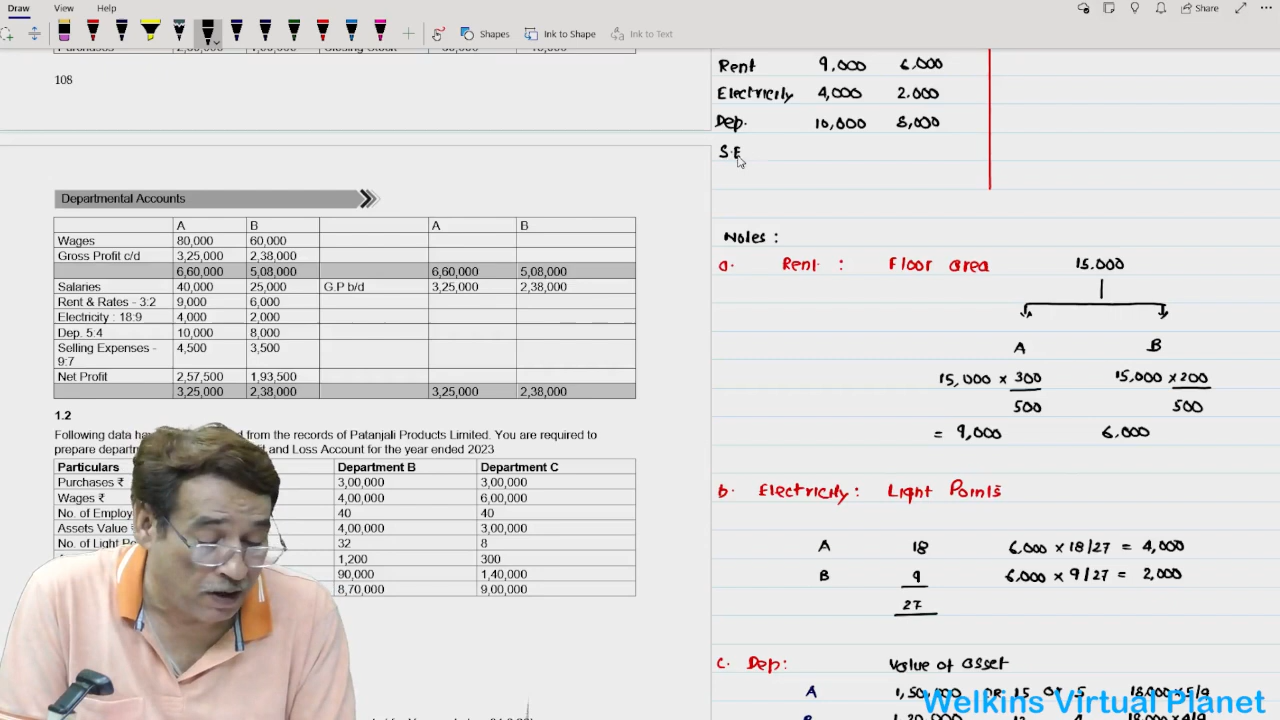 Draw View Help Share
Shapes Ink to Shape Ink to Text
108
Departmental Accounts
A B A B
Wages 80,000 60,000
Gross Profit c/d 3,25,000 2,38,000
6,60,000 5,08,000 6,60,000 5,08,000
Salaries 40,000 25,000 G.P b/d 3,25,000 2,38,000
Rent & Rates - 3:2 9,000 6,000
Electricity : 18:9 4,000 2,000
Dep. 5:4 10,000 8,000
Selling Expenses - 4,500 3,500
9:7
Net Profit 2,57,500 1,93,500
3,25,000 2,38,000 3,25,000 2,38,000
1.2
Following data from the records of Patanjali Products Limited. You are required to
prepare and Loss Account for the year ended 2023
Particulars Department B Department C
Purchases ₹ 3,00,000 3,00,000
Wages ₹ 4,00,000 6,00,000
No. of 40 40
Assets Value 4,00,000 3,00,000
No. of Light 32 8
1,200 300
90,000 1,40,000
8,70,000 9,00,000
Rent 9,000 6,000
Electricity 4,000 2.000
Dep. 10,000 8,000
S.E
Notes :
a. Rent : Floor area 15.000
A B
15,000 × 300 15,000 × 200
500 500
= 9,000 6.000
b. Electricity: Light Points
A 18 6,000 × 18/27 = 4,000
B 9 6,000 × 9/27 = 2,000
27
c. Dep: Value of asset
A OR 15 OR 5 18,000×5/9
Welkins Virtual Planet